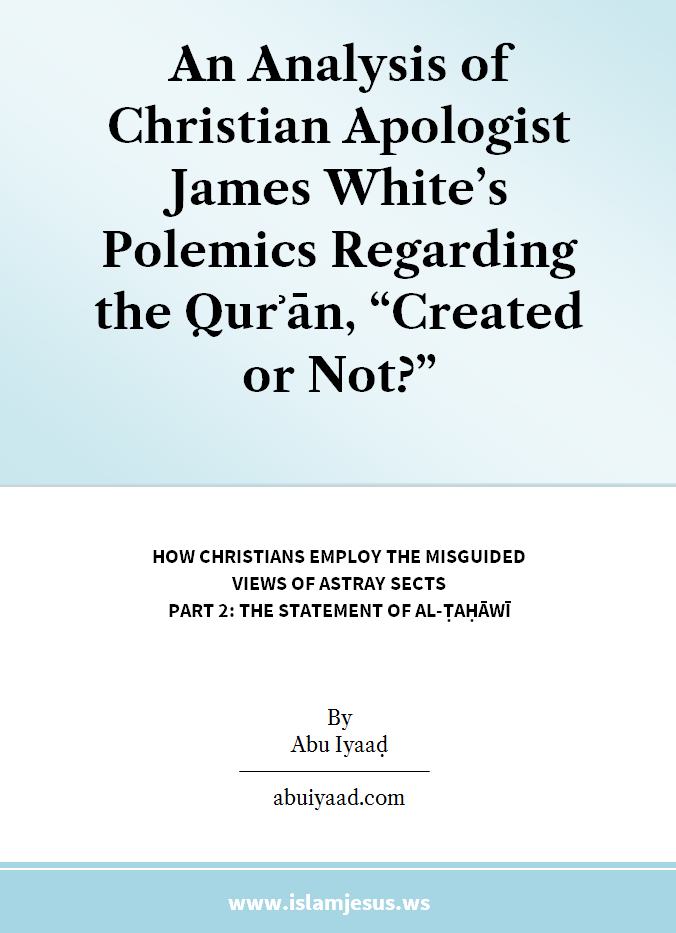 An Analysis of
Christian Apologist
James White’s
Polemics Regarding
the Qurʾān, “Created
or Not?”
HOW CHRISTIANS EMPLOY THE MISGUIDED
VIEWS OF ASTRAY SECTS
PART 2: THE STATEMENT OF AL-ṬAḤĀWĪ
By
Abu Iyaaḍ
abuiyaad.com
www.islamjesus.ws